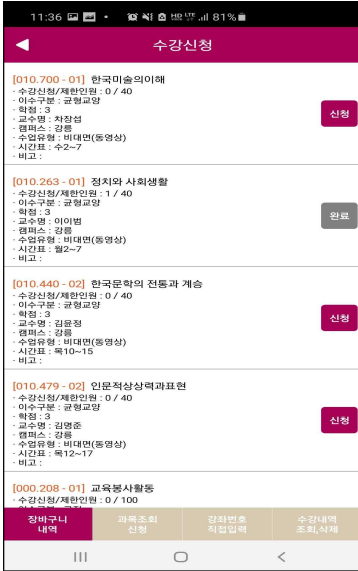 11:36 81%
수강신청
[010.700 - 01] 한국미술의이해
· 수강신청/제한인원 : 0 / 40
· 이수구분 : 균형교양
· 학점 : 3
· 교수명 : 차장섭
· 캠퍼스 : 강릉
· 수업유형 : 비대면(동영상)
· 시간표 : 수2~7
· 비고 :
신청
[010.263 - 01] 정치와 사회생활
· 수강신청/제한인원 : 1 / 40
· 이수구분 : 균형교양
· 학점 : 3
· 교수명 : 이이범
· 캠퍼스 : 강릉
· 수업유형 : 비대면(동영상)
· 시간표 : 월2~7
· 비고 :
완료
[010.440 - 02] 한국문학의 전통과 계승
· 수강신청/제한인원 : 0 / 40
· 이수구분 : 균형교양
· 학점 : 3
· 교수명 : 김윤정
· 캠퍼스 : 강릉
· 수업유형 : 비대면(동영상)
· 시간표 : 목10~15
· 비고 :
신청
[010.479 - 02] 인문적상상력과표현
· 수강신청/제한인원 : 0 / 40
· 이수구분 : 균형교양
· 학점 : 3
· 교수명 : 김명준
· 캠퍼스 : 강릉
· 수업유형 : 비대면(동영상)
· 시간표 : 목12~17
· 비고 :
신청
[000.208 - 01] 교육봉사활동
· 수강신청/제한인원 : 0 / 100
장바구니
내역
과목조회
신청
강좌번호
직접입력
수강내역
조회,삭제